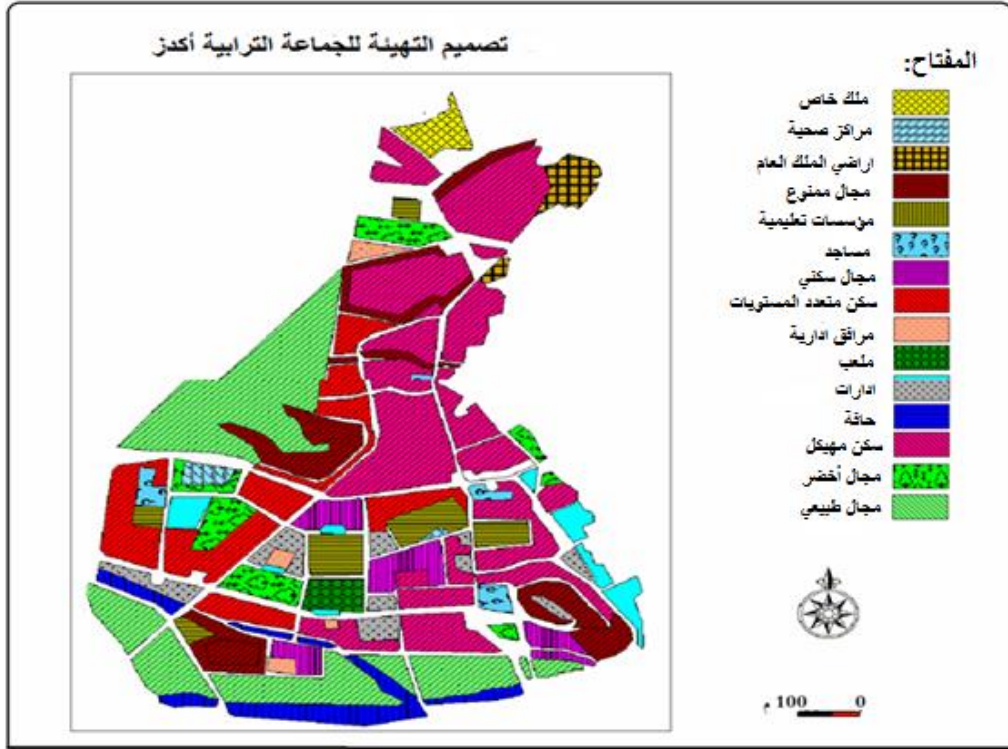 تصميم التهيئة للجماعة الترابية أكدز
المفتاح:
ملك خاص
مراكز صحية
اراضي الملك العام
مجال ممنوع
مؤسسات تعليمية
مساجد
مجال سكني
سكن متعدد المستويات
مرافق ادارية
ملعب
ادارات
حافة
سكن مهيكل
مجال أخضر
مجال طبيعي
0 100 م